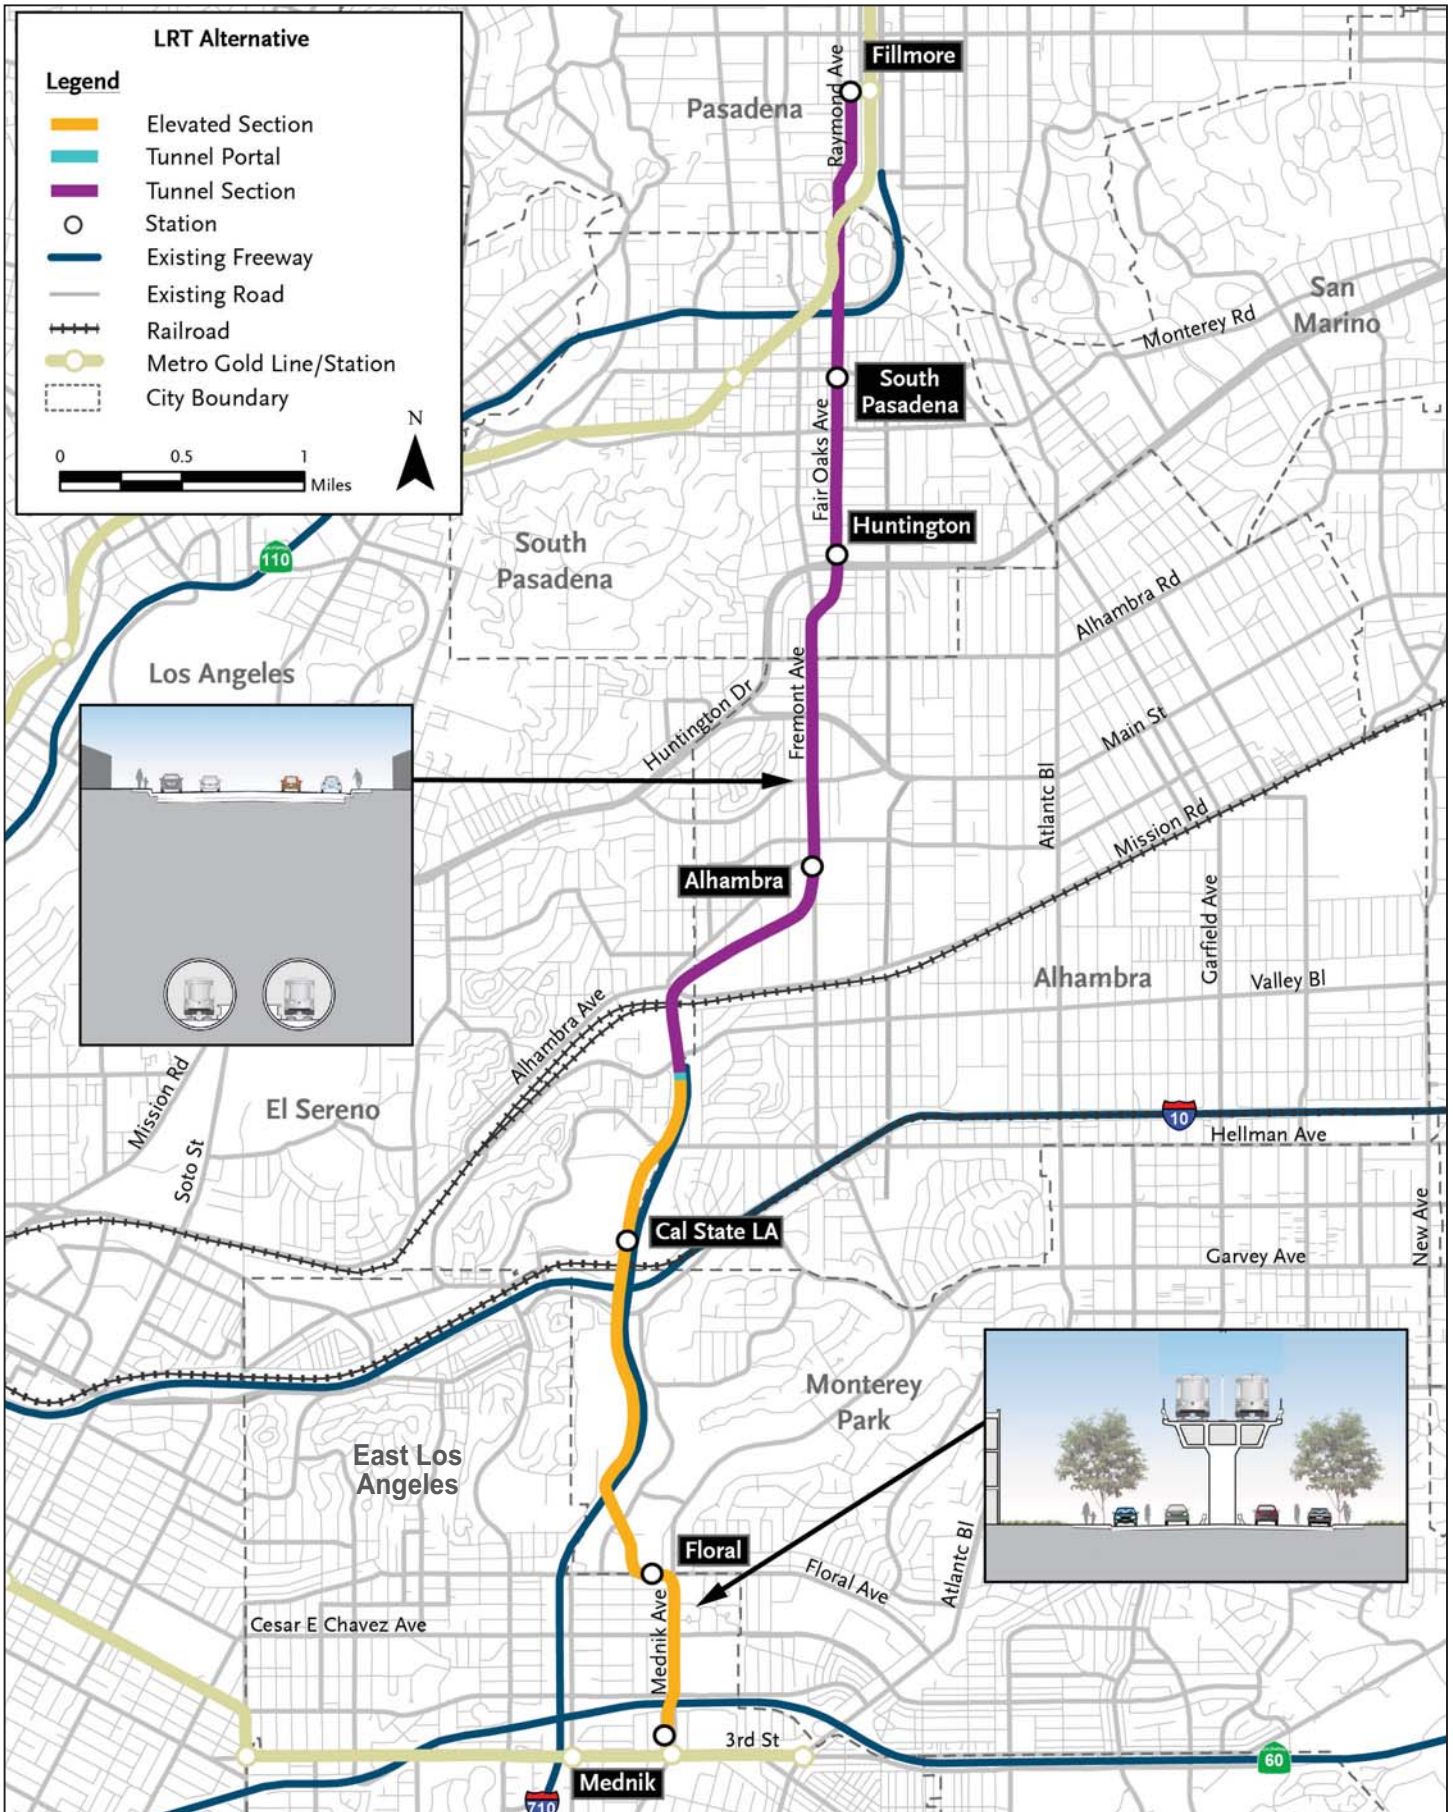 LRT Alternative
Legend
Elevated Section
Tunnel Portal
Tunnel Section
Station
Existing Freeway
Existing Road
Railroad
Metro Gold Line/Station
City Boundary
N
0 0.5 1
Miles
Fillmore
Raymond Ave
Pasadena
San
Marino
Monterey Rd
South
Pasadena
Fair Oaks Ave
Huntington
110
South
Pasadena
Alhambra Rd
Los Angeles
Fremont Ave
Huntington Dr
Main St
Atlantc Bl
Mission Rd
Alhambra
Garfield Ave
Alhambra
Valley Bl
Alhambra Ave
Mission Rd
El Sereno
10
Hellman Ave
Soto St
Cal State LA
New Ave
Garvey Ave
Monterey
Park
East Los
Angeles
Floral
Floral Ave
Atlantc Bl
Cesar E Chavez Ave
Mednik Ave
3rd St
60
Mednik
710